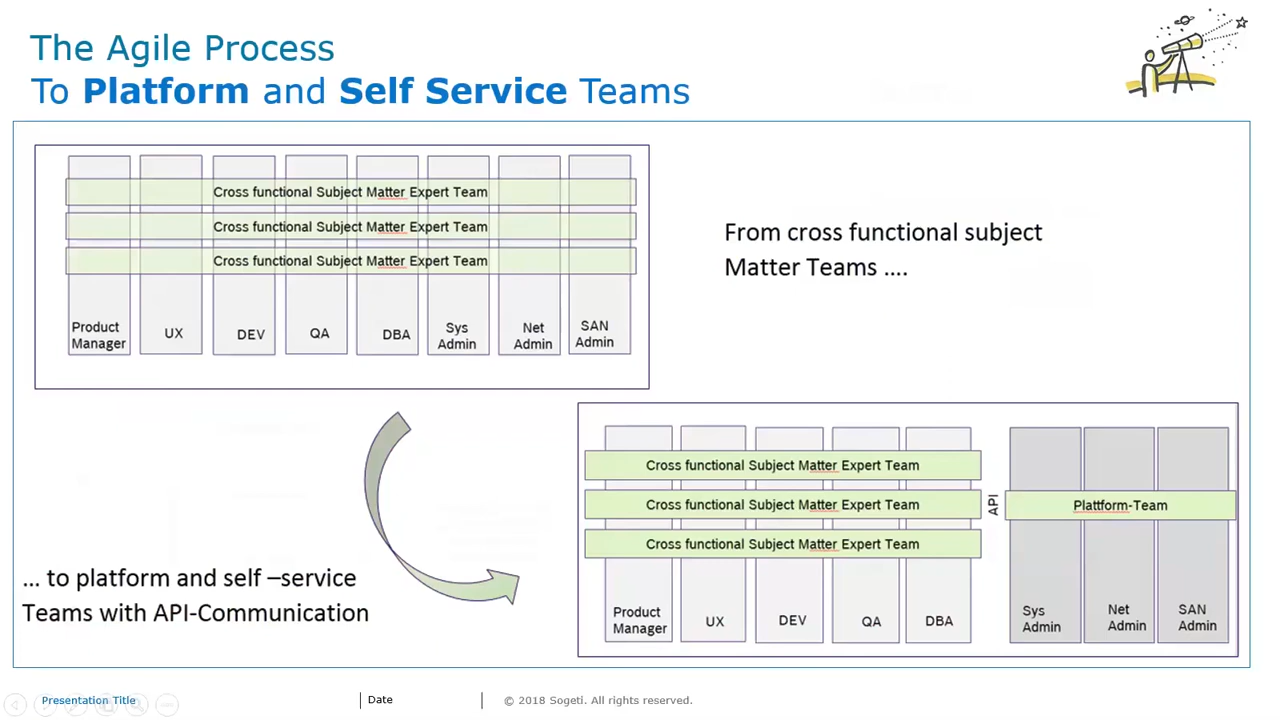 The Agile Process
To Platform and Self Service Teams
Cross functional Subject Matter Expert Team
Cross functional Subject Matter Expert Team
Cross functional Subject Matter Expert Team
Product
Manager
UX
DEV
QA
DBA
Sys
Admin
Net
Admin
SAN
Admin
From cross functional subject
Matter Teams ....
... to platform and self –service
Teams with API-Communication
Cross functional Subject Matter Expert Team
Cross functional Subject Matter Expert Team
Cross functional Subject Matter Expert Team
API
Plattform-Team
Product
Manager
UX
DEV
QA
DBA
Sys
Admin
Net
Admin
SAN
Admin
Presentation Title
Date
© 2018 Sogeti. All rights reserved.